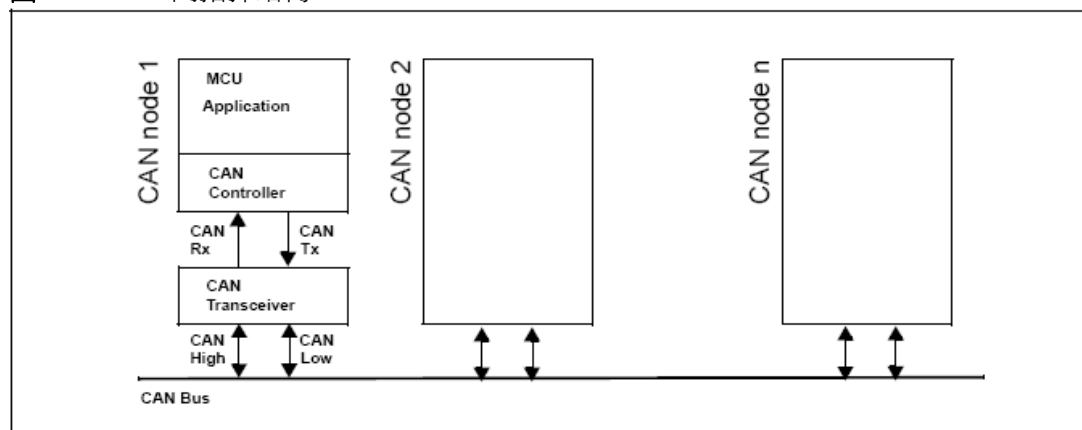 图
CAN node 1
MCU
Application
CAN
Controller
CAN
Rx
CAN
Tx
CAN
Transceiver
CAN
High
CAN
Low
CAN node 2
CAN node n
CAN Bus